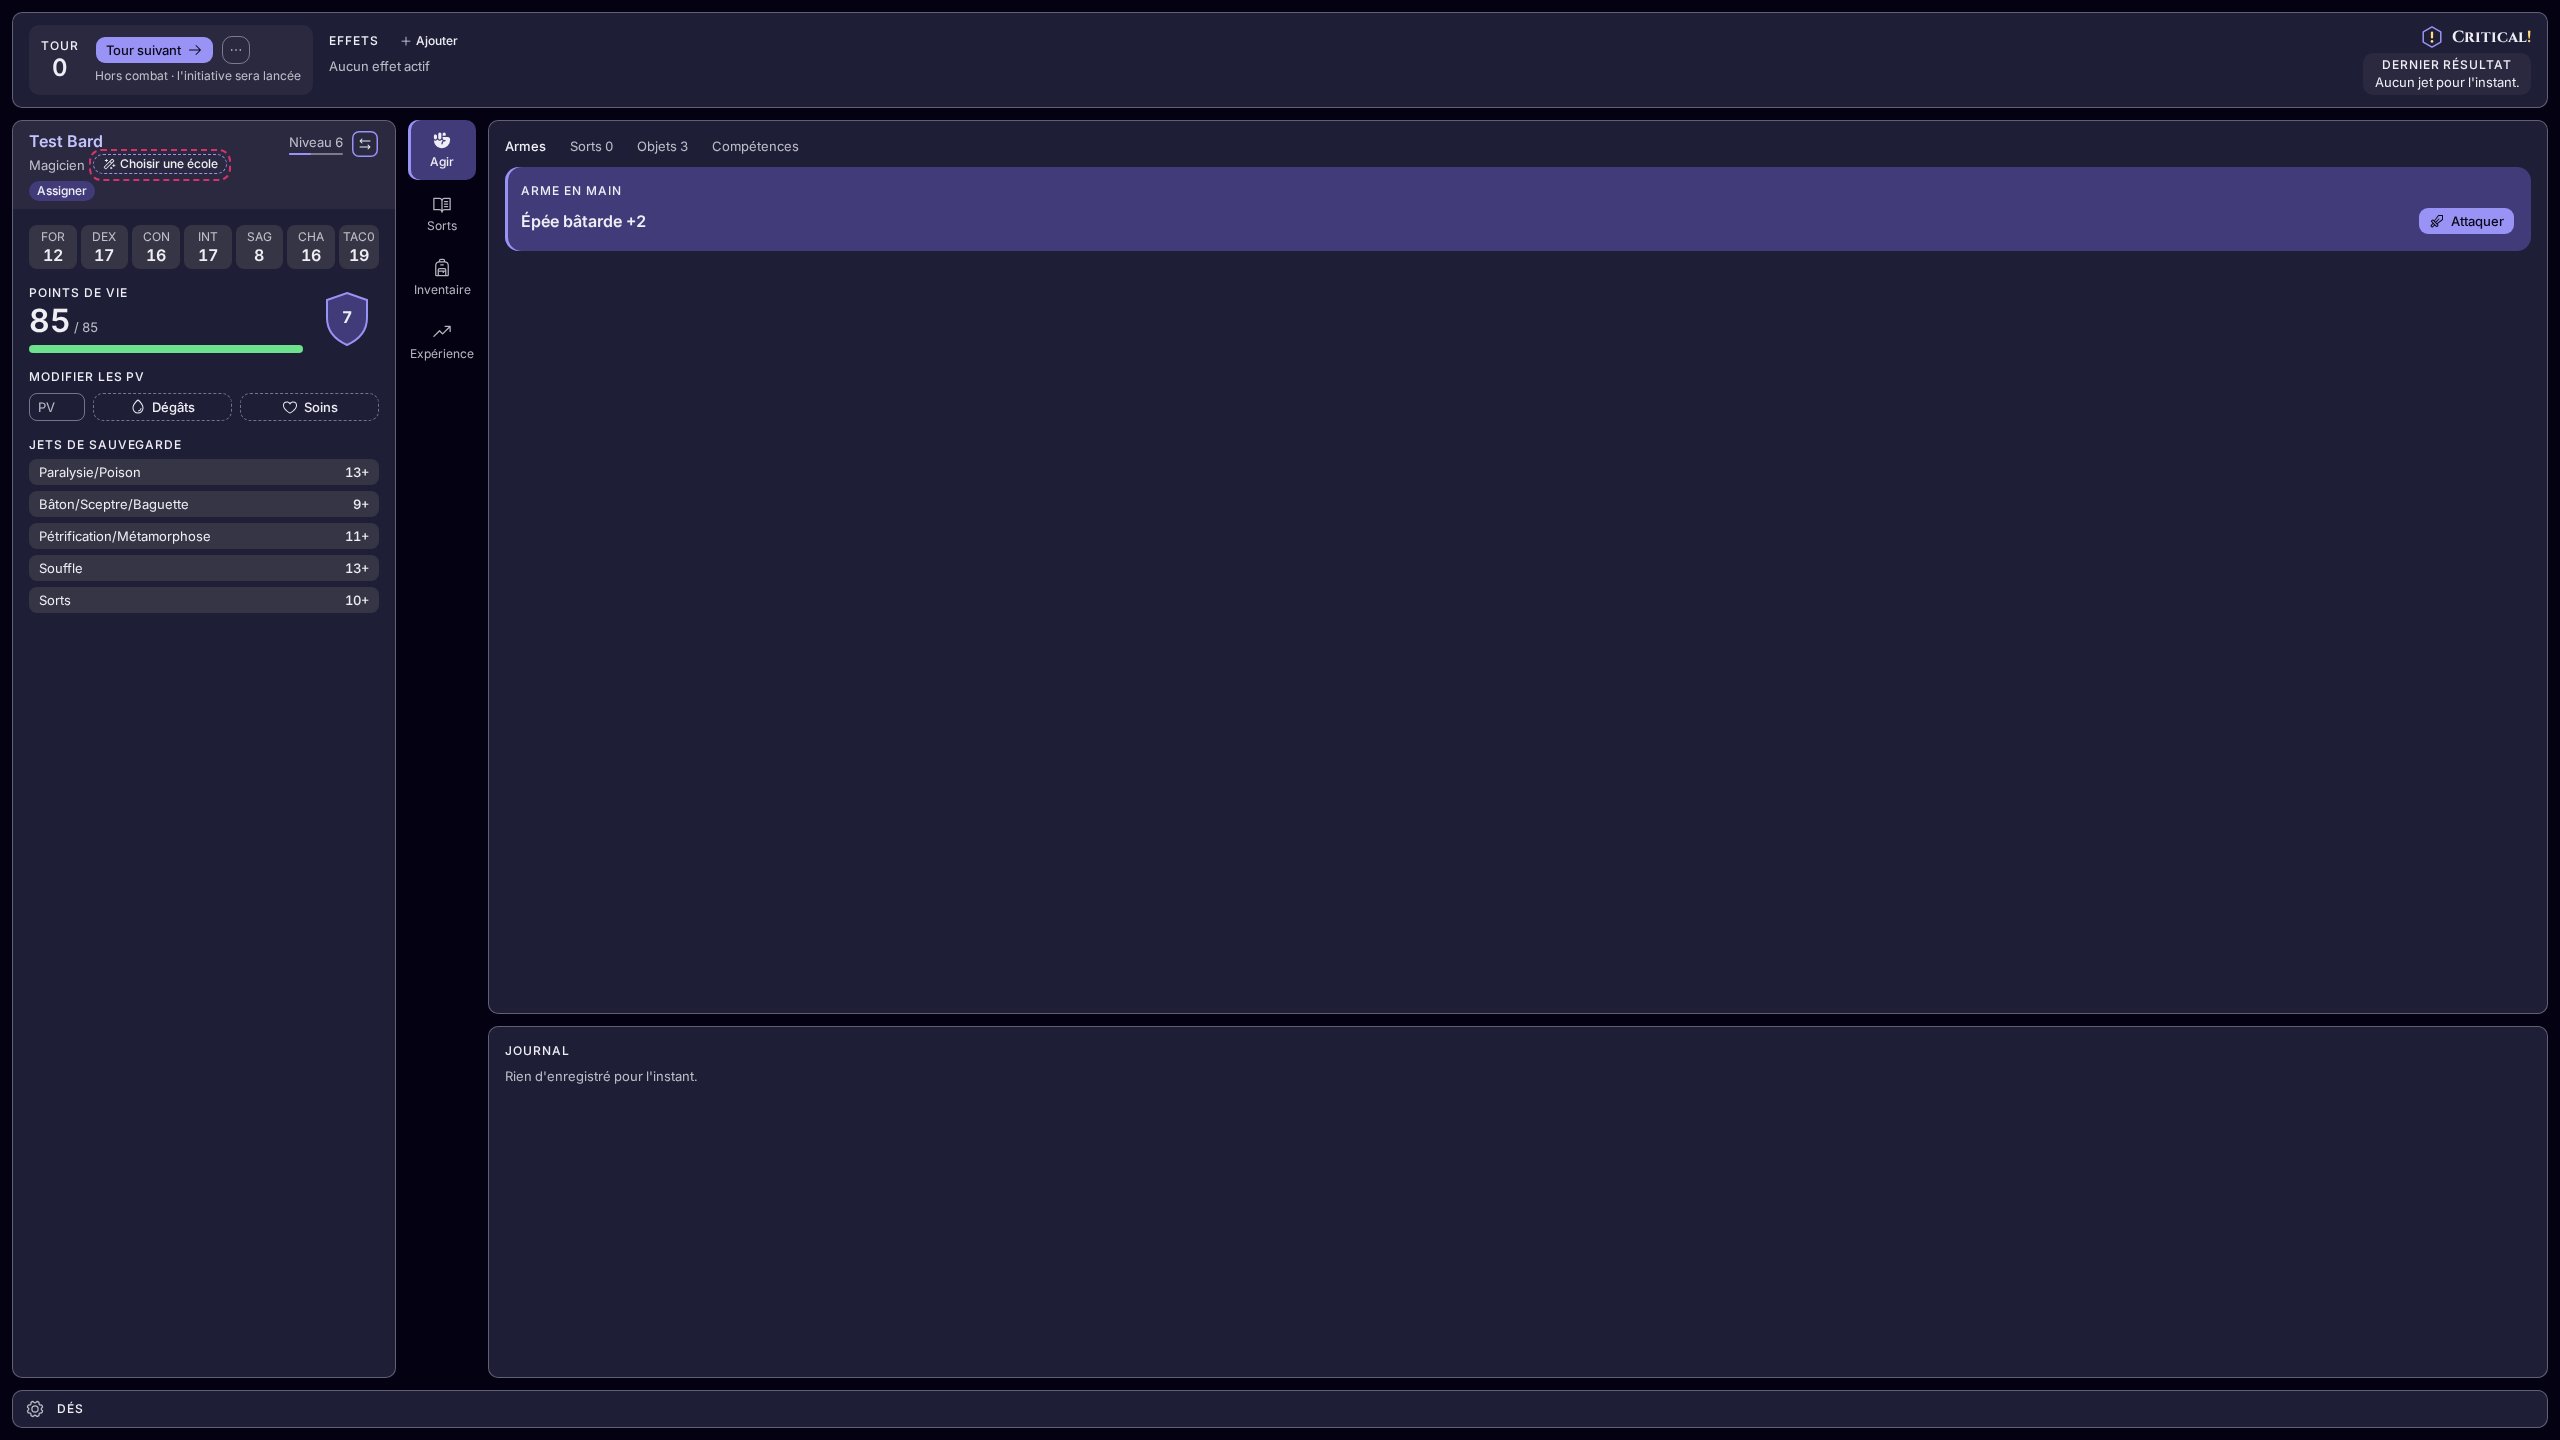 TOUR
0
Tour suivant
Hors combat · l'initiative sera lancée
EFFETS
Ajouter
Aucun effet actif
Critical!
DERNIER RÉSULTAT
Aucun jet pour l'instant.
Test Bard
Niveau 6
Magicien
Choisir une école
Assigner
FOR DEX CON INT SAG CHA TAC0
12 17 16 17 8 16 19
POINTS DE VIE
85 / 85
7
MODIFIER LES PV
PV
Dégâts
Soins
JETS DE SAUVEGARDE
Paralysie/Poison 13+
Bâton/Sceptre/Baguette 9+
Pétrification/Métamorphose 11+
Souffle 13+
Sorts 10+
Agir
Sorts
Inventaire
Expérience
Armes Sorts 0 Objets 3 Compétences
ARME EN MAIN
Épée bâtarde +2
Attaquer
JOURNAL
Rien d'enregistré pour l'instant.
DÉS